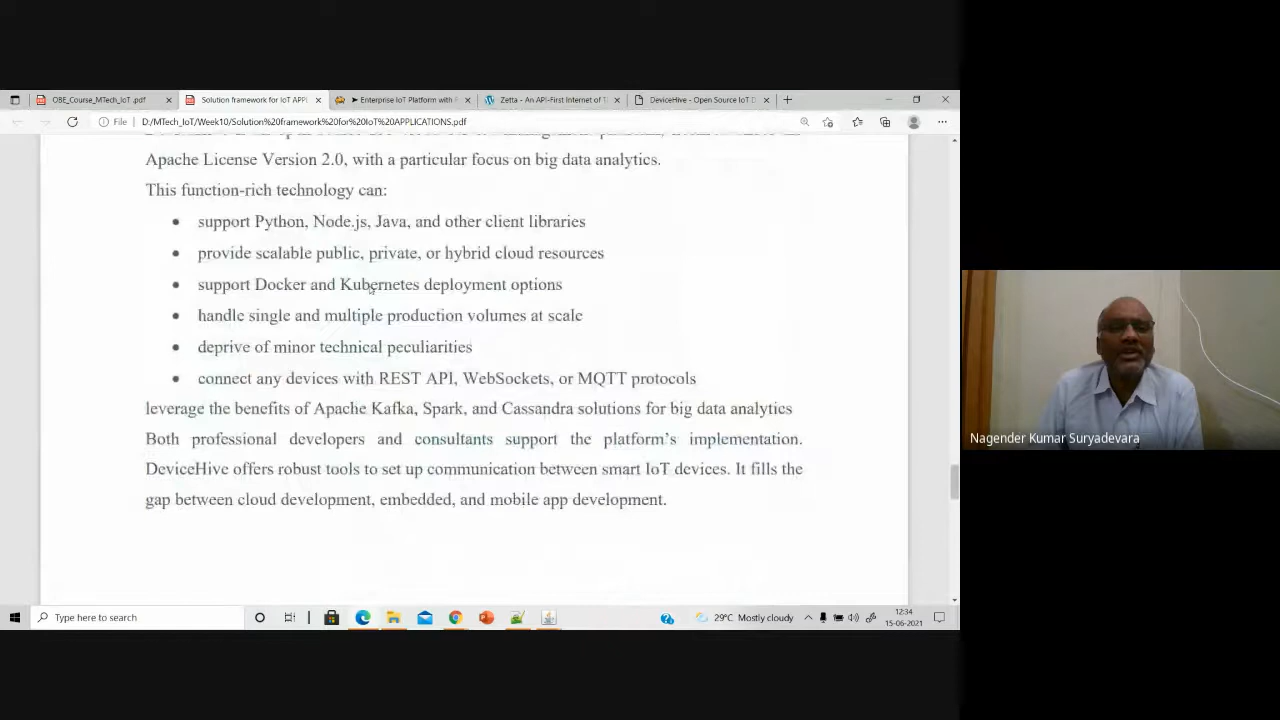 OBE_Course_MTech_IoT .pdf
Solution framework for IoT APPL
➤ Enterprise IoT Platform with F
Zetta - An API-First Internet of T
DeviceHive - Open Source IoT D
File
D:/MTech_IoT/Week10/Solution%20framework%20for%20IoT%20APPLICATIONS.pdf
Apache License Version 2.0, with a particular focus on big data analytics.
This function-rich technology can:
• support Python, Node.js, Java, and other client libraries
• provide scalable public, private, or hybrid cloud resources
• support Docker and Kubernetes deployment options
• handle single and multiple production volumes at scale
• deprive of minor technical peculiarities
• connect any devices with REST API, WebSockets, or MQTT protocols
leverage the benefits of Apache Kafka, Spark, and Cassandra solutions for big data analytics
Both professional developers and consultants support the platform's implementation.
DeviceHive offers robust tools to set up communication between smart IoT devices. It fills the
gap between cloud development, embedded, and mobile app development.
Nagender Kumar Suryadevara
Type here to search
29°C Mostly cloudy
12:34
15-06-2021